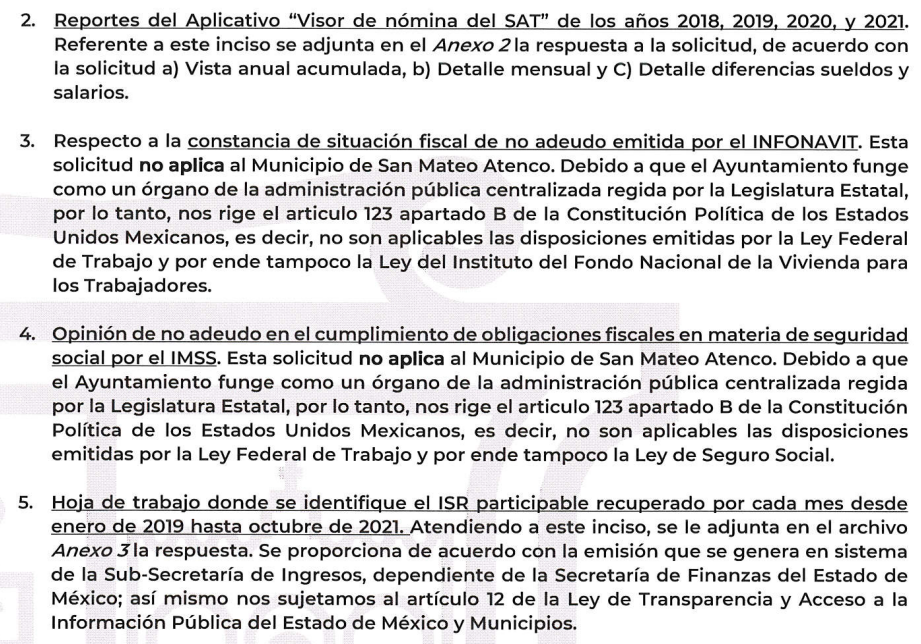 2. Reportes del Aplicativo “Visor de nómina del SAT” de los años 2018, 2019, 2020, y 2021.
Referente a este inciso se adjunta en el Anexo 2 la respuesta a la solicitud, de acuerdo con
la solicitud a) Vista anual acumulada, b) Detalle mensual y C) Detalle diferencias sueldos y
salarios.
3. Respecto a la constancia de situación fiscal de no adeudo emitida por el INFONAVIT. Esta
solicitud no aplica al Municipio de San Mateo Atenco. Debido a que el Ayuntamiento funge
como un órgano de la administración pública centralizada regida por la Legislatura Estatal,
por lo tanto, nos rige el articulo 123 apartado B de la Constitución Política de los Estados
Unidos Mexicanos, es decir, no son aplicables las disposiciones emitidas por la Ley Federal
de Trabajo y por ende tampoco la Ley del Instituto del Fondo Nacional de la Vivienda para
los Trabajadores.
4. Opinión de no adeudo en el cumplimiento de obligaciones fiscales en materia de seguridad
social por el IMSS. Esta solicitud no aplica al Municipio de San Mateo Atenco. Debido a que
el Ayuntamiento funge como un órgano de la administración pública centralizada regida
por la Legislatura Estatal, por lo tanto, nos rige el articulo 123 apartado B de la Constitución
Política de los Estados Unidos Mexicanos, es decir, no son aplicables las disposiciones
emitidas por la Ley Federal de Trabajo y por ende tampoco la Ley de Seguro Social.
5. Hoja de trabajo donde se identifique el ISR participable recuperado por cada mes desde
enero de 2019 hasta octubre de 2021. Atendiendo a este inciso, se le adjunta en el archivo
Anexo 3 la respuesta. Se proporciona de acuerdo con la emisión que se genera en sistema
de la Sub-Secretaría de Ingresos, dependiente de la Secretaría de Finanzas del Estado de
México; así mismo nos sujetamos al artículo 12 de la Ley de Transparencia y Acceso a la
Información Pública del Estado de México y Municipios.